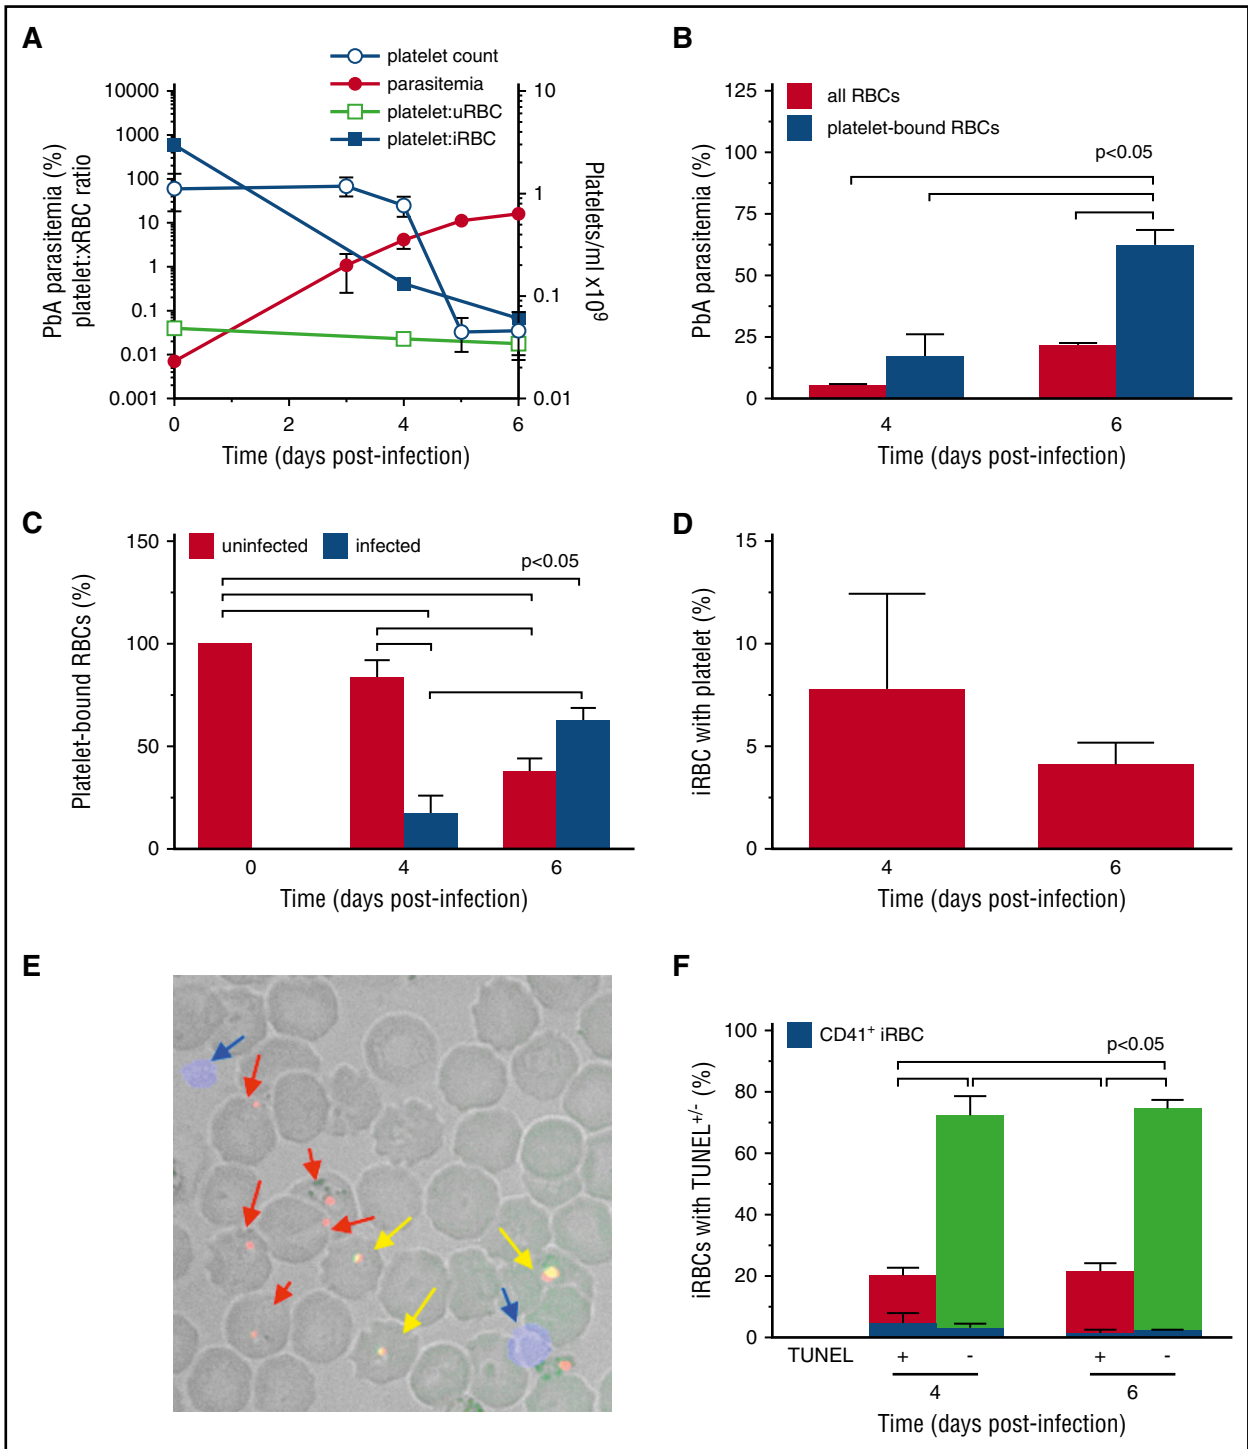 A
platelet count
parasitemia
platelet:uRBC
platelet:iRBC
10000
1000
100
10
1
0.1
0.01
0.001
10
1
0.1
0.01
PbA parasitemia (%)
platelet:xRBC ratio
Platelets/ml x10⁹
0 2 4 6
Time (days post-infection)
B
all RBCs
platelet-bound RBCs
p<0.05
125
100
75
50
25
0
PbA parasitemia (%)
4 6
Time (days post-infection)
C
uninfected infected
p<0.05
150
100
50
0
Platelet-bound RBCs (%)
0 4 6
Time (days post-infection)
D
15
10
5
0
iRBC with platelet (%)
4 6
Time (days post-infection)
E
F
CD41⁺ iRBC
p<0.05
100
80
60
40
20
0
iRBCs with TUNEL⁺/⁻ (%)
TUNEL + - + -
4 6
Time (days post-infection)